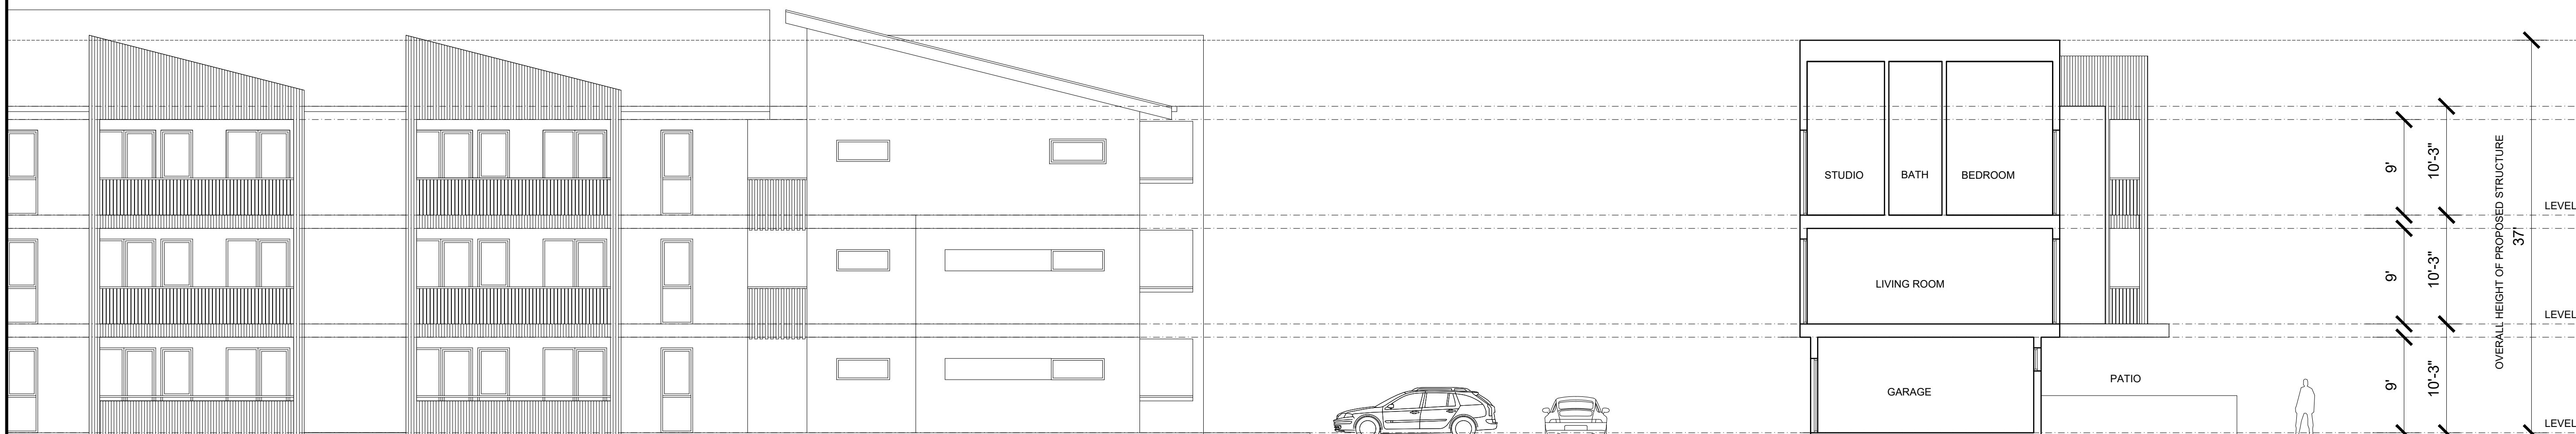 STUDIO
BATH
BEDROOM
LIVING ROOM
GARAGE
PATIO
9'
10'-3"
9'
10'-3"
9'
10'-3"
OVERALL HEIGHT OF PROPOSED STRUCTURE
37'
LEVEL
LEVEL
LEVEL